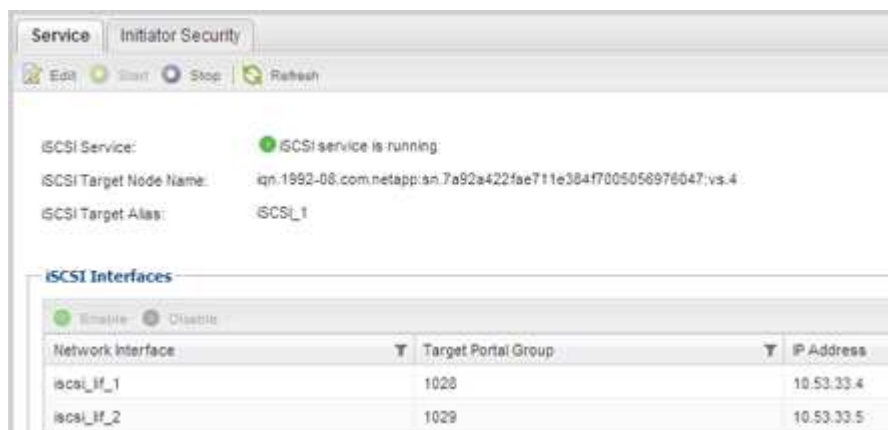 Service Initiator Security
Edit Start Stop Refresh
iSCSI Service: iSCSI service is running
iSCSI Target Node Name: iqn.1992-08.com.netapp:sn.7a92a422fae711e384f7005056976047:vs.4
iSCSI Target Alias: iSCSI_1
iSCSI Interfaces
Enable Disable
Network Interface Target Portal Group IP Address
iscsi_lif_1 1028 10.53.33.4
iscsi_lif_2 1029 10.53.33.5